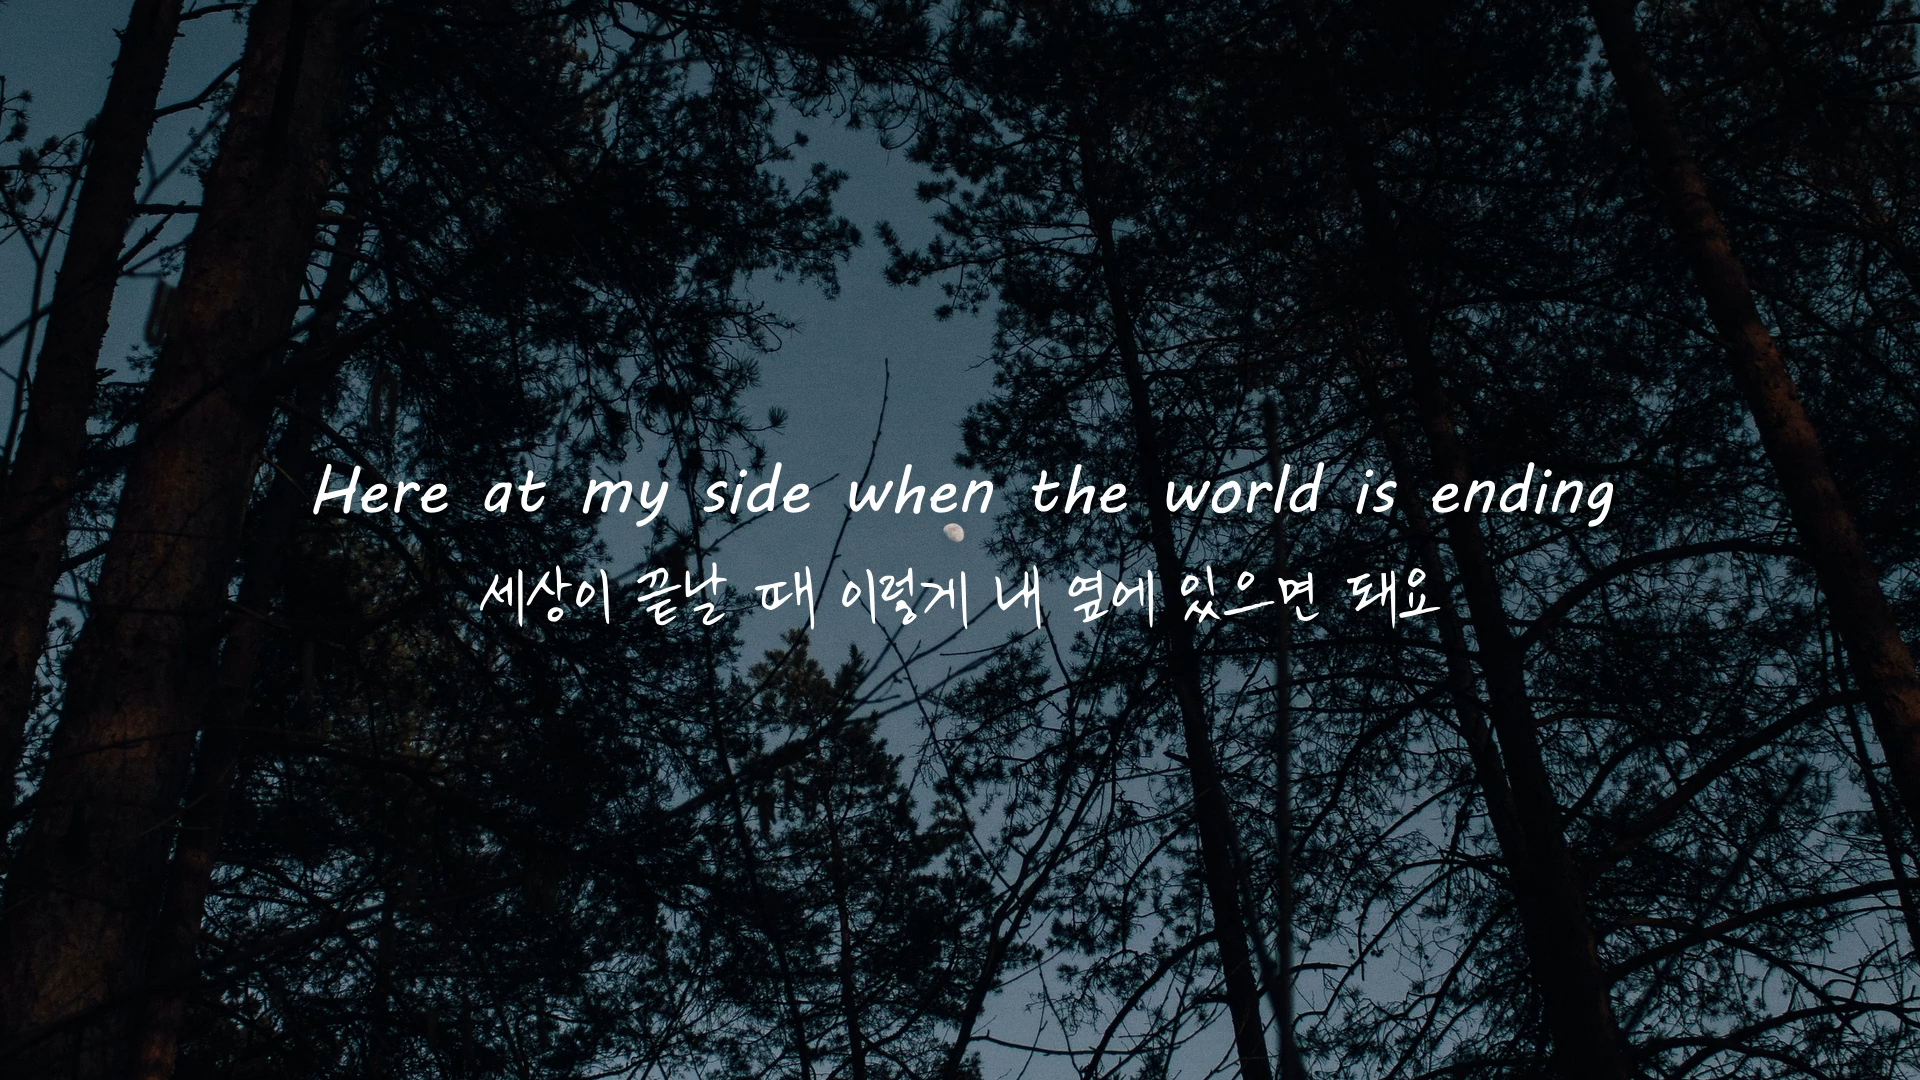 Here at my side when the world is ending
세상이 끝날 때 이렇게 내 옆에 있으면 돼요